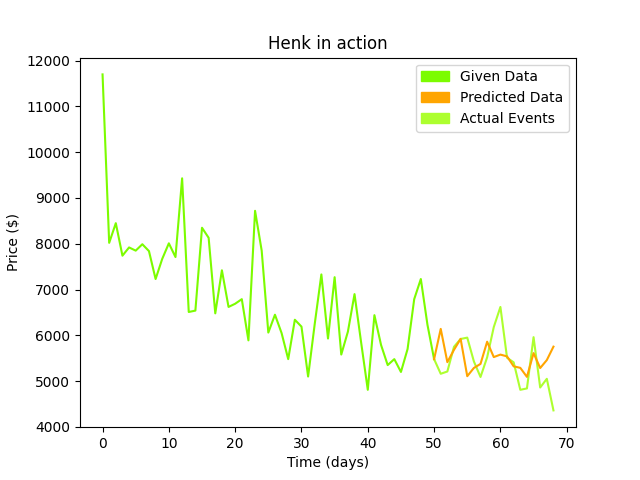 Henk in action
Given Data
Predicted Data
Actual Events
12000
11000
10000
9000
8000
7000
6000
5000
4000
Price ($)
0 10 20 30 40 50 60 70
Time (days)